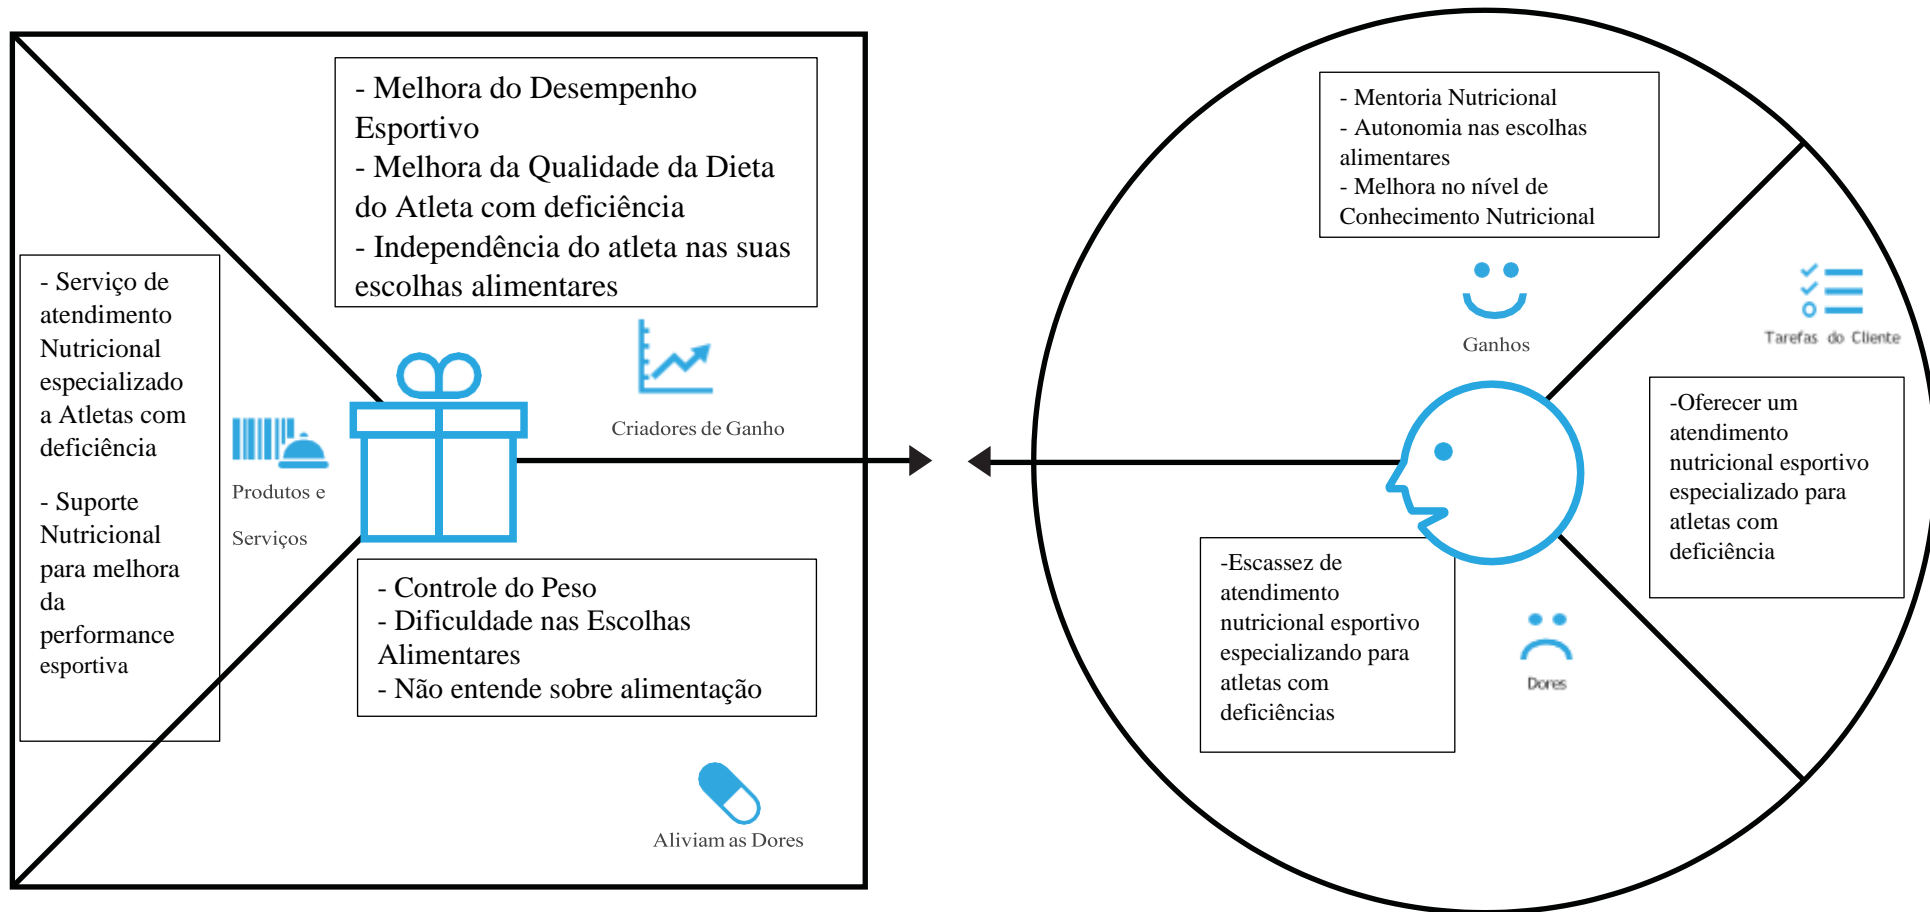 - Melhora do Desempenho
Esportivo
- Melhora da Qualidade da Dieta
do Atleta com deficiência
- Independência do atleta nas suas
escolhas alimentares
Criadores de Ganho
- Serviço de
atendimento
Nutricional
especializado
a Atletas com
deficiência
- Suporte
Nutricional
para melhora
da
performance
esportiva
Produtos e
Serviços
- Controle do Peso
- Dificuldade nas Escolhas
Alimentares
- Não entende sobre alimentação
Aliviam as Dores
- Mentoria Nutricional
- Autonomia nas escolhas
alimentares
- Melhora no nível de
Conhecimento Nutricional
Ganhos
Tarefas do Cliente
-Oferecer um
atendimento
nutricional esportivo
especializado para
atletas com
deficiência
-Escassez de
atendimento
nutricional esportivo
especializando para
atletas com
deficiências
Dores